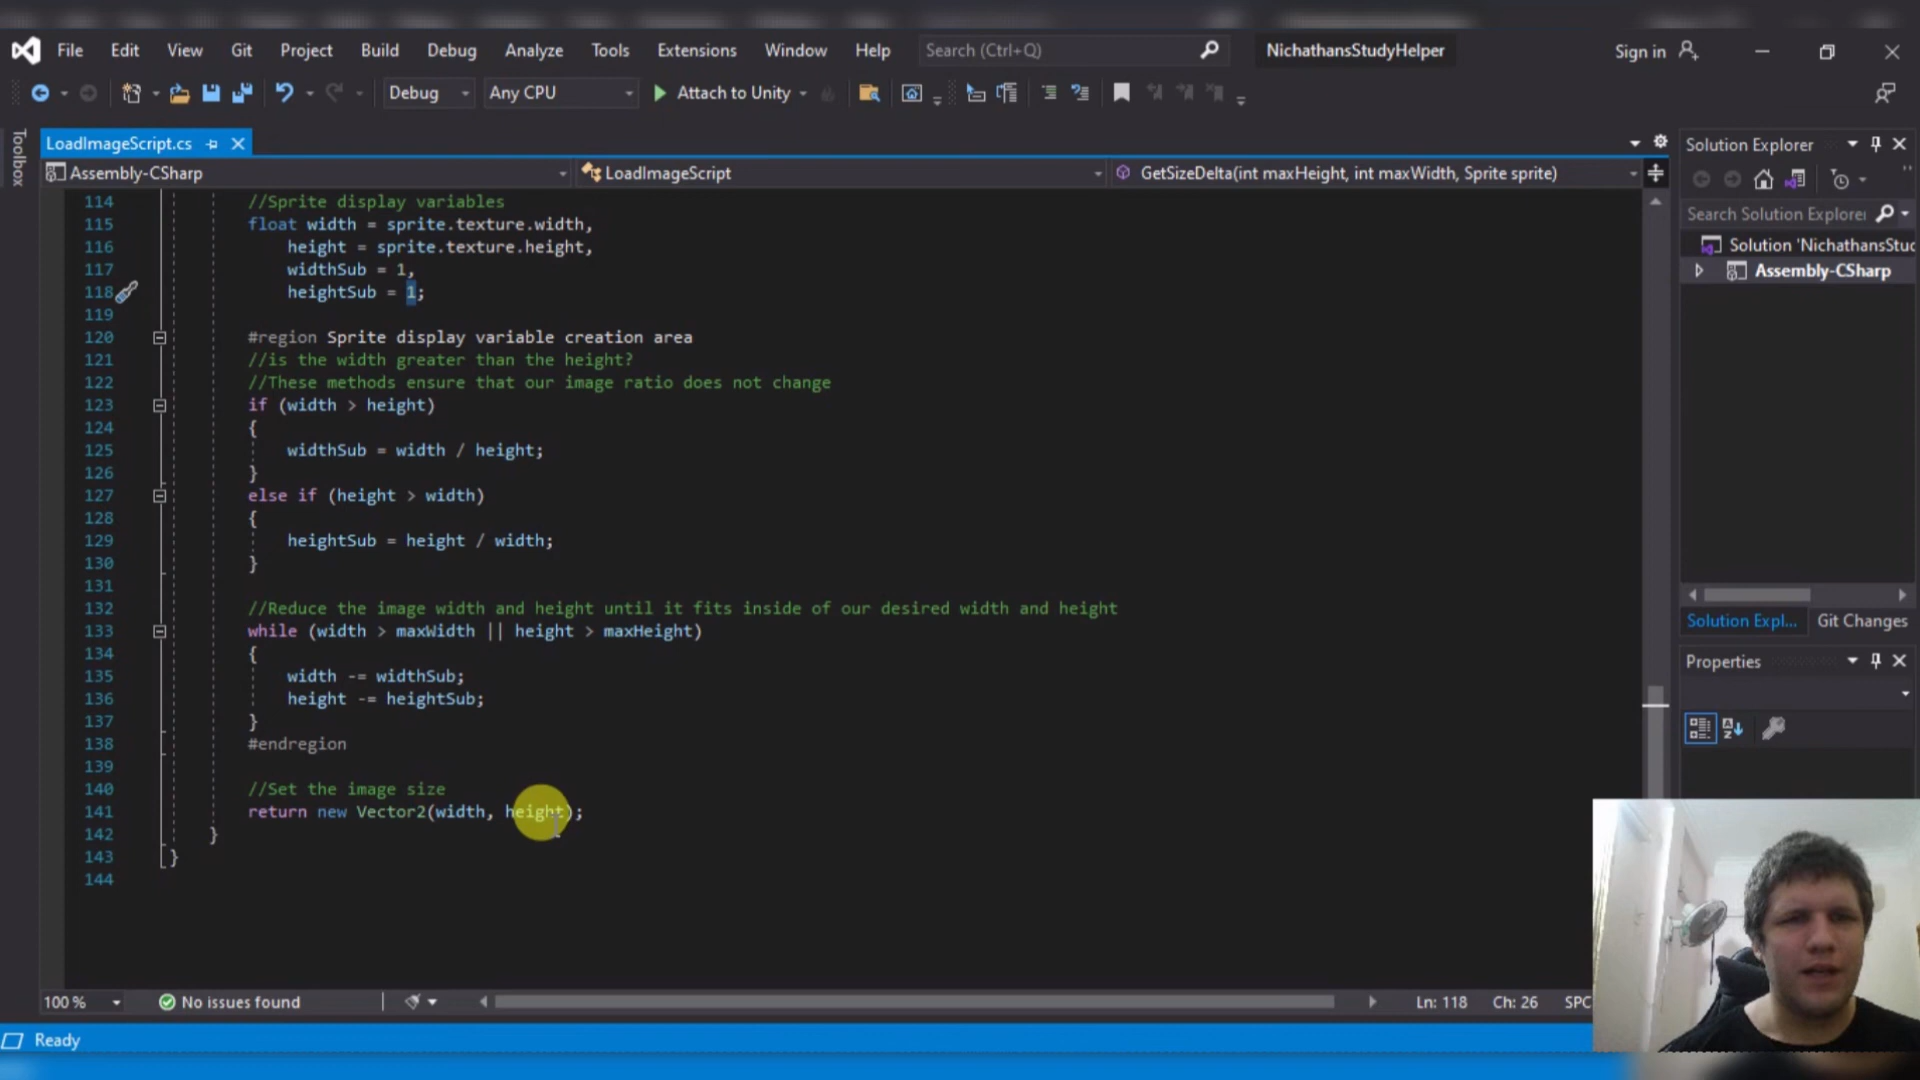 File Edit View Git Project Build Debug Analyze Tools Extensions Window Help Search (Ctrl+Q) NichathansStudyHelper Sign in
Debug Any CPU Attach to Unity
Toolbox
LoadImageScript.cs
Assembly-CSharp LoadImageScript GetSizeDelta(int maxHeight, int maxWidth, Sprite sprite)
114 //Sprite display variables
115 float width = sprite.texture.width,
116 height = sprite.texture.height,
117 widthSub = 1,
118 heightSub = 1;
119
120 #region Sprite display variable creation area
121 //is the width greater than the height?
122 //These methods ensure that our image ratio does not change
123 if (width > height)
124 {
125 widthSub = width / height;
126 }
127 else if (height > width)
128 {
129 heightSub = height / width;
130 }
131
132 //Reduce the image width and height until it fits inside of our desired width and height
133 while (width > maxWidth || height > maxHeight)
134 {
135 width -= widthSub;
136 height -= heightSub;
137 }
138 #endregion
139
140 //Set the image size
141 return new Vector2(width, height);
142 }
143 }
144
100 % No issues found Ln: 118 Ch: 26 SPC
Ready
Solution Explorer
Search Solution Explorer
Solution 'NichathansStud
Assembly-CSharp
Solution Expl... Git Changes
Properties